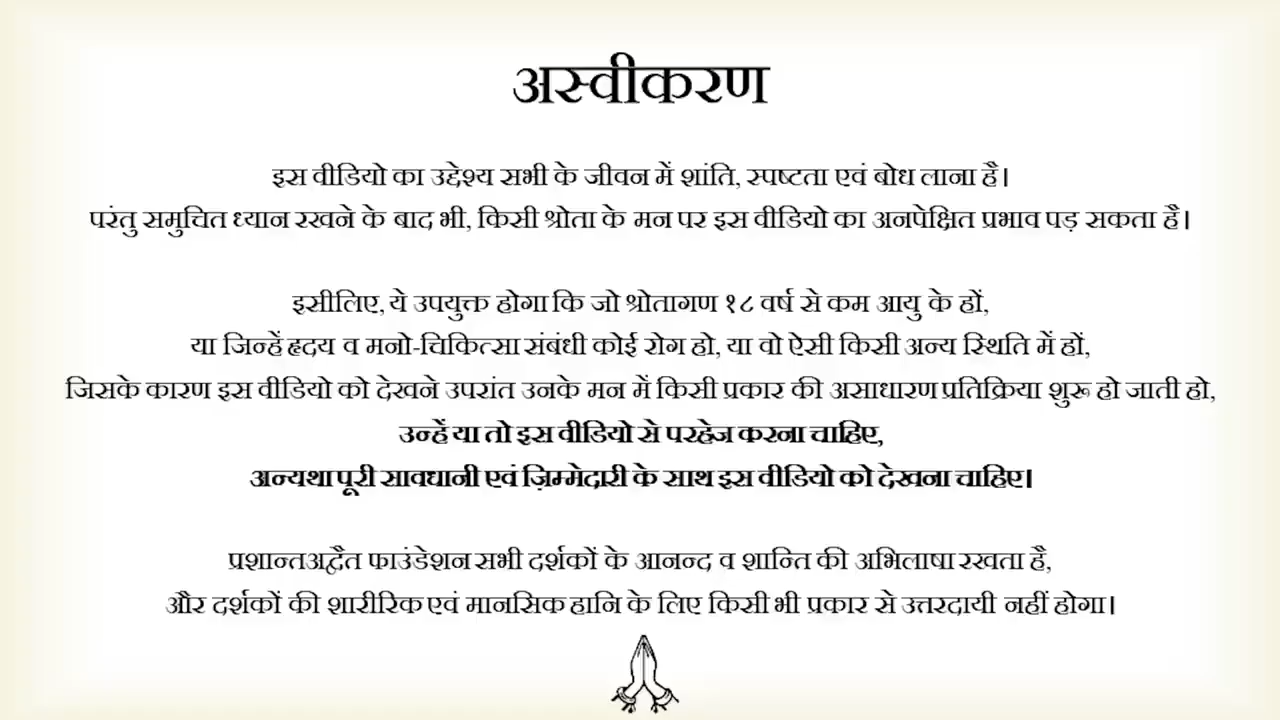 अस्वीकरण
इस वीडियो का उद्देश्य सभी के जीवन में शांति, स्पष्टता एवं बोध लाना है।
परंतु समुचित ध्यान रखने के बाद भी, किसी श्रोता के मन पर इस वीडियो का अनपेक्षित प्रभाव पड़ सकता है।
इसीलिए, ये उपयुक्त होगा कि जो श्रोतागण १८ वर्ष से कम आयु के हों,
या जिन्हें हृदय व मनो-चिकित्सा संबंधी कोई रोग हो, या वो ऐसी किसी अन्य स्थिति में हों,
जिसके कारण इस वीडियो को देखने उपरांत उनके मन में किसी प्रकार की असाधारण प्रतिक्रिया शुरू हो जाती हो,
उन्हें या तो इस वीडियो से परहेज करना चाहिए,
अन्यथा पूरी सावधानी एवं ज़िम्मेदारी के साथ इस वीडियो को देखना चाहिए।
प्रशान्तअद्वैत फाउंडेशन सभी दर्शकों के आनन्द व शान्ति की अभिलाषा रखता है,
और दर्शकों की शारीरिक एवं मानसिक हानि के लिए किसी भी प्रकार से उत्तरदायी नहीं होगा।